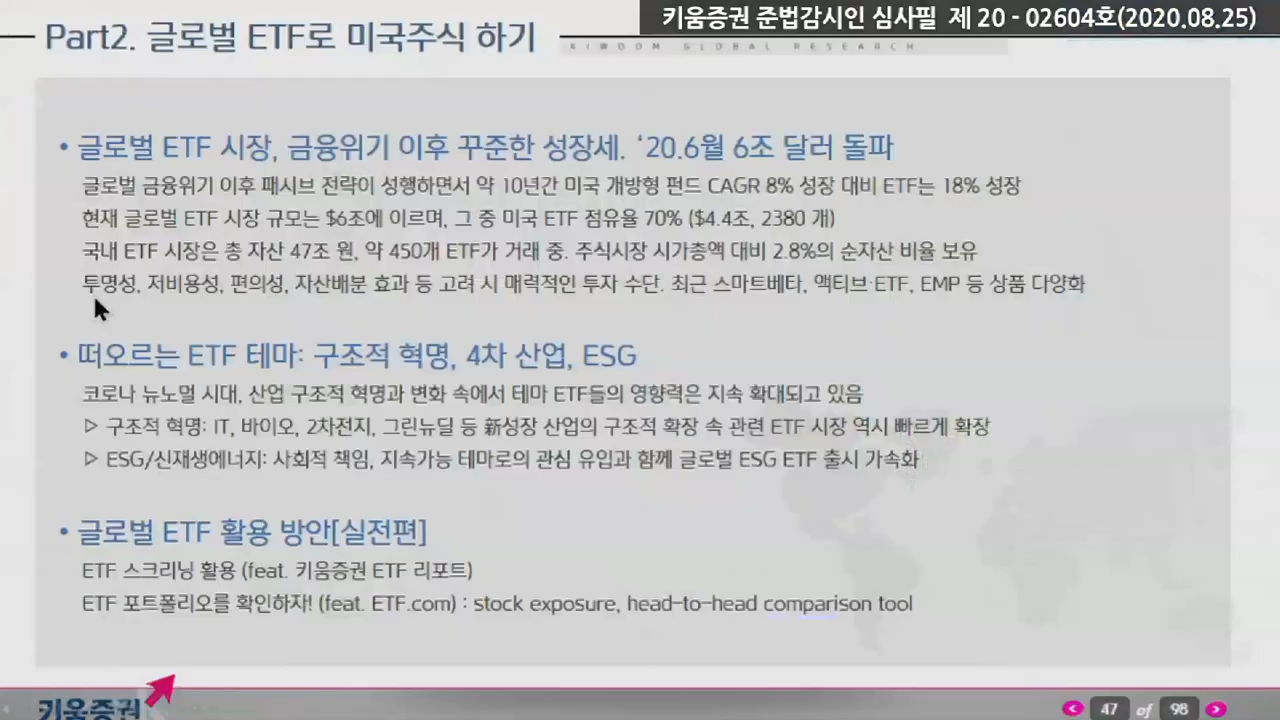 키움증권 준법감시인 심사필 제 20 - 02604호(2020.08.25)
Part2. 글로벌 ETF로 미국주식 하기
KIWOOM GLOBAL RESEARCH
• 글로벌 ETF 시장, 금융위기 이후 꾸준한 성장세. ‘20.6월 6조 달러 돌파
글로벌 금융위기 이후 패시브 전략이 성행하면서 약 10년간 미국 개방형 펀드 CAGR 8% 성장 대비 ETF는 18% 성장
현재 글로벌 ETF 시장 규모는 $6조에 이르며, 그 중 미국 ETF 점유율 70% ($4.4조, 2380 개)
국내 ETF 시장은 총 자산 47조 원, 약 450개 ETF가 거래 중. 주식시장 시가총액 대비 2.8%의 순자산 비율 보유
투명성, 저비용성, 편의성, 자산배분 효과 등 고려 시 매력적인 투자 수단. 최근 스마트베타, 액티브·ETF, EMP 등 상품 다양화
• 떠오르는 ETF 테마: 구조적 혁명, 4차 산업, ESG
코로나 뉴노멀 시대, 산업 구조적 혁명과 변화 속에서 테마 ETF들의 영향력은 지속 확대되고 있음
▷ 구조적 혁명: IT, 바이오, 2차전지, 그린뉴딜 등 新성장 산업의 구조적 확장 속 관련 ETF 시장 역시 빠르게 확장
▷ ESG/신재생에너지: 사회적 책임, 지속가능 테마로의 관심 유입과 함께 글로벌 ESG ETF 출시 가속화
• 글로벌 ETF 활용 방안[실전편]
ETF 스크리닝 활용 (feat. 키움증권 ETF 리포트)
ETF 포트폴리오를 확인하자! (feat. ETF.com) : stock exposure, head-to-head comparison tool
키움증권
47 of 98